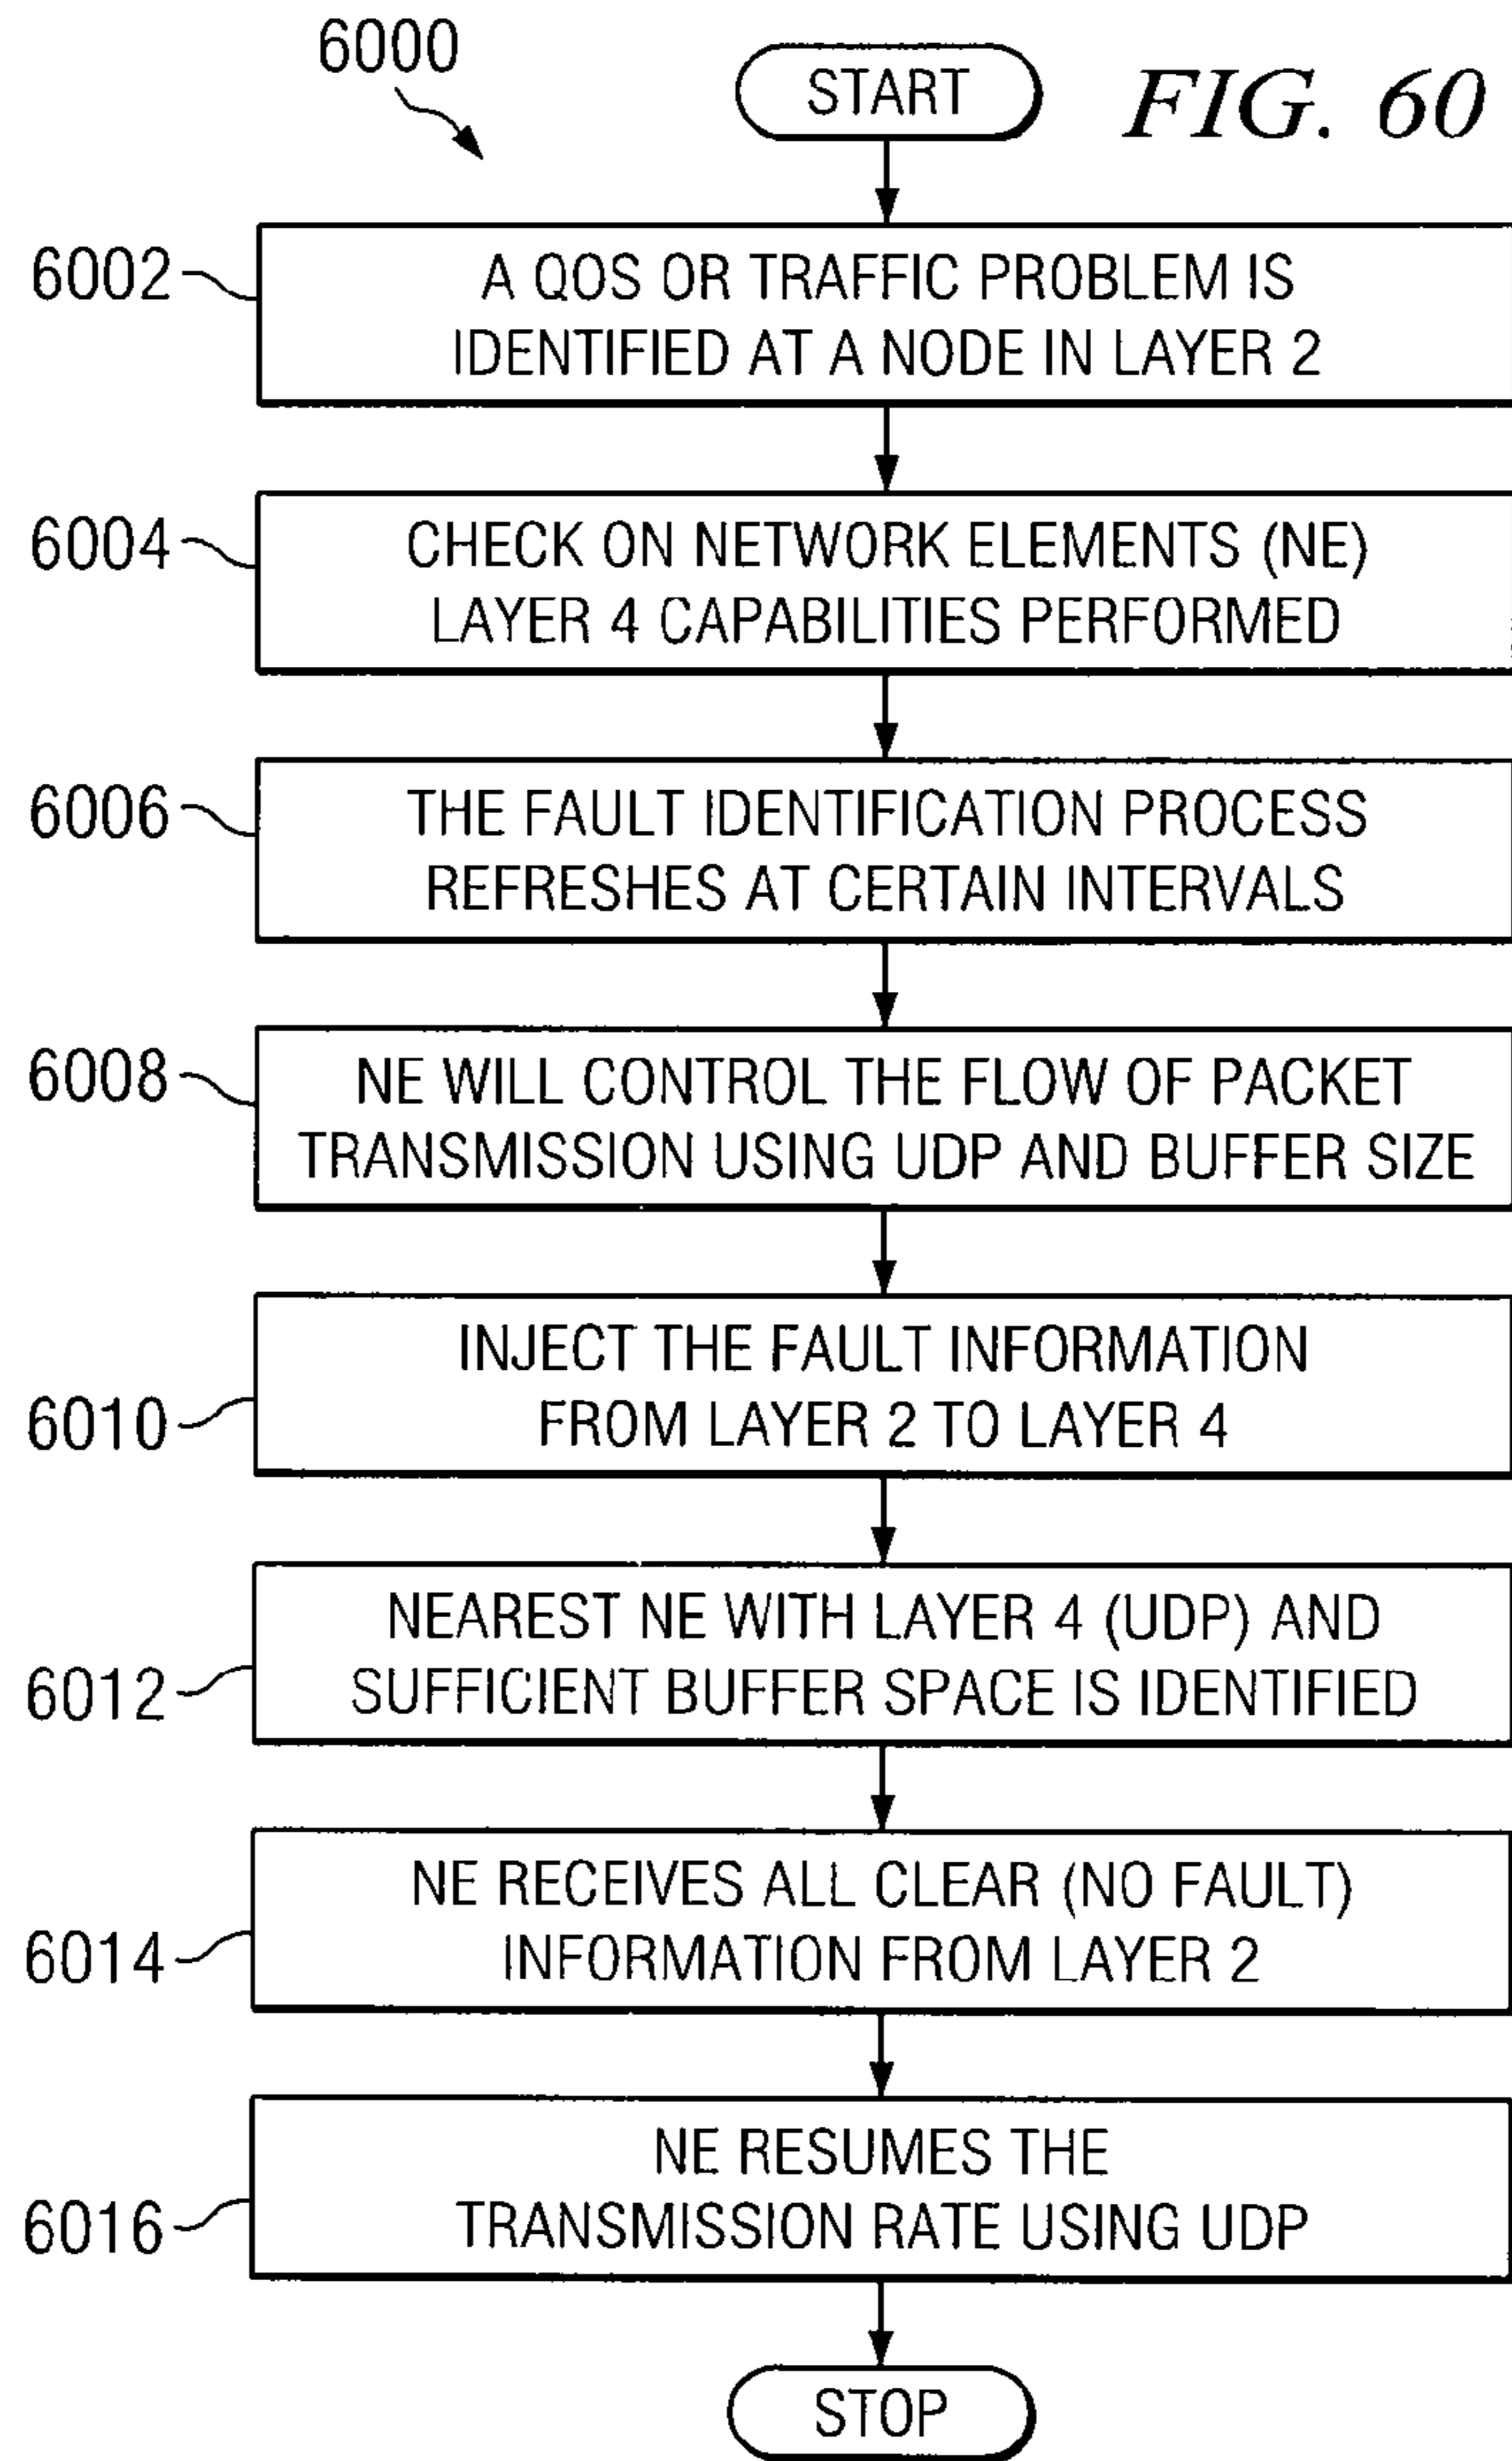 6000
START
FIG. 60
6002
A QOS OR TRAFFIC PROBLEM IS
IDENTIFIED AT A NODE IN LAYER 2
6004
CHECK ON NETWORK ELEMENTS (NE)
LAYER 4 CAPABILITIES PERFORMED
6006
THE FAULT IDENTIFICATION PROCESS
REFRESHES AT CERTAIN INTERVALS
6008
NE WILL CONTROL THE FLOW OF PACKET
TRANSMISSION USING UDP AND BUFFER SIZE
6010
INJECT THE FAULT INFORMATION
FROM LAYER 2 TO LAYER 4
6012
NEAREST NE WITH LAYER 4 (UDP) AND
SUFFICIENT BUFFER SPACE IS IDENTIFIED
6014
NE RECEIVES ALL CLEAR (NO FAULT)
INFORMATION FROM LAYER 2
6016
NE RESUMES THE
TRANSMISSION RATE USING UDP
STOP